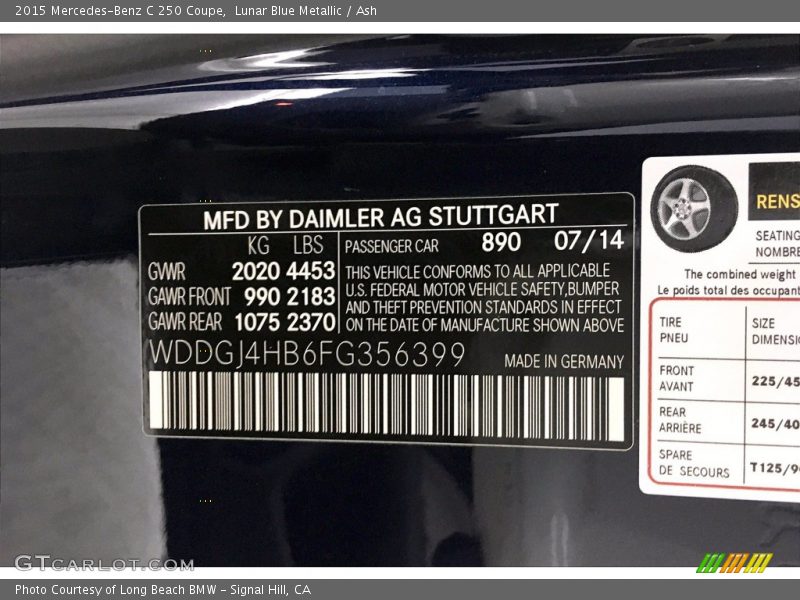 2015 Mercedes-Benz C 250 Coupe, Lunar Blue Metallic / Ash
MFD BY DAIMLER AG STUTTGART
KG LBS
GWR 2020 4453
GAWR FRONT 990 2183
GAWR REAR 1075 2370
PASSENGER CAR 890 07/14
THIS VEHICLE CONFORMS TO ALL APPLICABLE
U.S. FEDERAL MOTOR VEHICLE SAFETY,BUMPER
AND THEFT PREVENTION STANDARDS IN EFFECT
ON THE DATE OF MANUFACTURE SHOWN ABOVE
WDDGJ4HB6FG356399 MADE IN GERMANY
SEATING
The combined weight
Le poids total des
TIRE SIZE
PNEU
FRONT 225/45
AVANT
REAR 245/40
ARRIÈRE
SPARE
DE SECOURS
GTCARLOT.COM
Photo Courtesy of Long Beach BMW - Signal Hill, CA